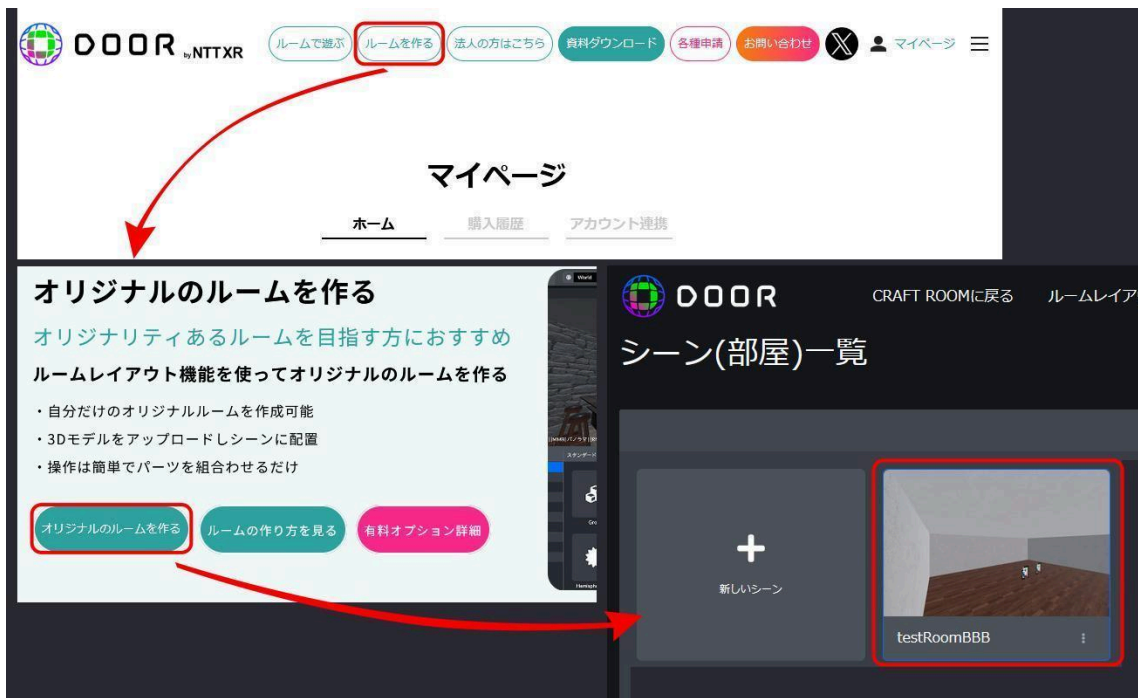 DOOR by NTT XR
ルームで遊ぶ
ルームを作る
法人の方はこちら
資料ダウンロード
各種申請
お問い合わせ
マイページ
マイページ
ホーム
購入履歴
アカウント連携
オリジナルのルームを作る
オリジナリティあるルームを目指す方におすすめ
ルームレイアウト機能を使ってオリジナルのルームを作る
・自分だけのオリジナルルームを作成可能
・3Dモデルをアップロードしシーンに配置
・操作は簡単でパーツを組合わせるだけ
オリジナルのルームを作る
ルームの作り方を見る
有料オプション詳細
World
DOOR
CRAFT ROOMに戻る
ルームレイア
シーン(部屋)一覧
新しいシーン
testRoomBBB